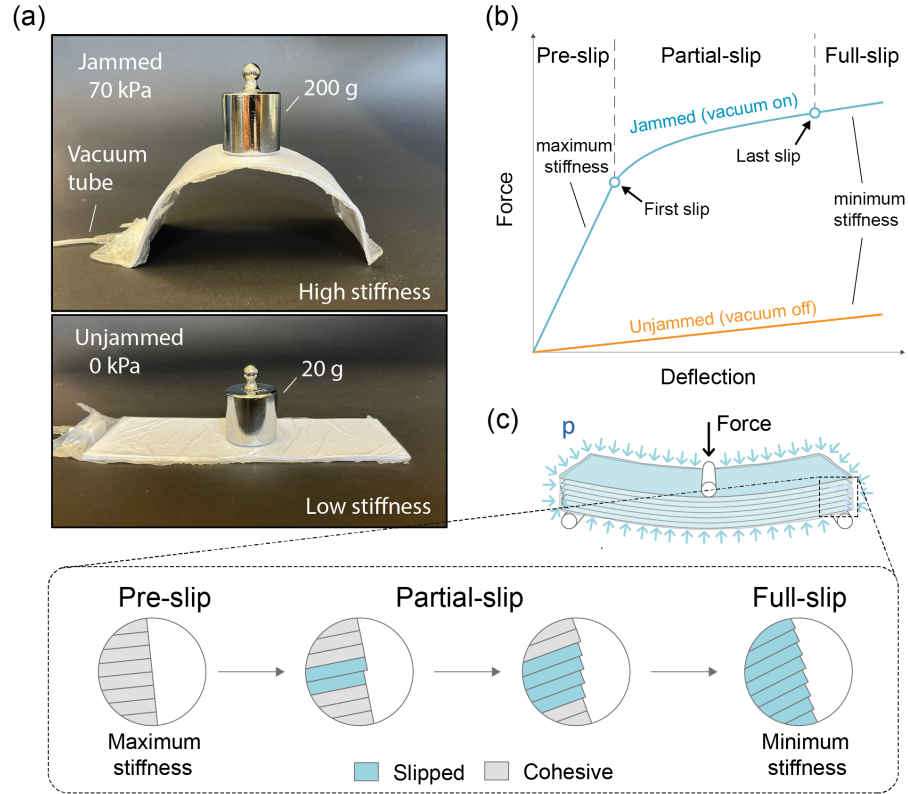 (a)
Jammed
70 kPa
200 g
Vacuum
tube
High stiffness
Unjammed
0 kPa
20 g
Low stiffness
(b)
Pre-slip
Partial-slip
Full-slip
Jammed (vacuum on)
maximum
stiffness
Last slip
First slip
minimum
stiffness
Unjammed (vacuum off)
Force
Deflection
(c)
p
Force
Pre-slip
Partial-slip
Full-slip
Maximum
stiffness
Minimum
stiffness
Slipped
Cohesive